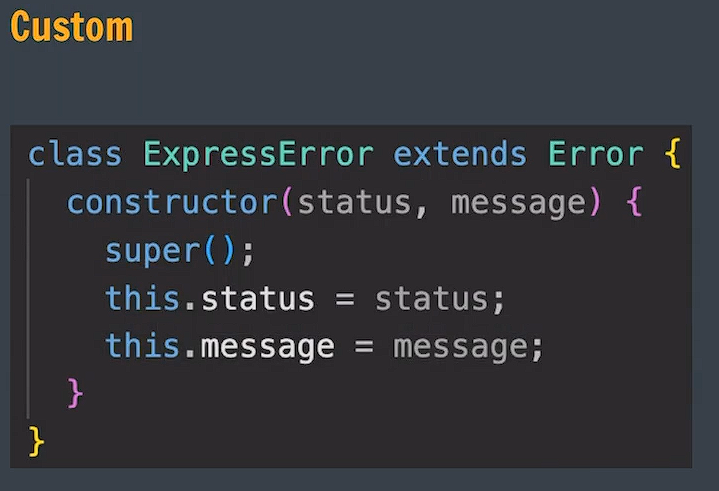 Custom
class ExpressError extends Error {
  constructor(status, message) {
    super();
    this.status = status;
    this.message = message;
  }
}